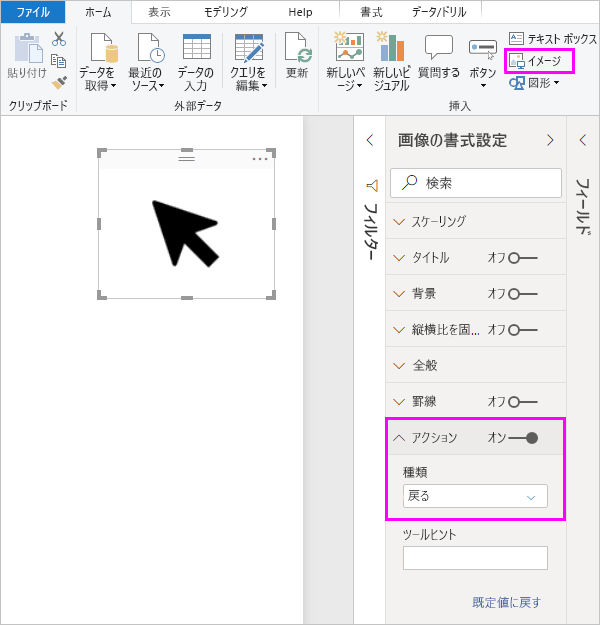 ファイル ホーム 表示 モデリング Help 書式 データ/ドリル
貼り付け
データを
取得
最近の
ソース
データの
入力
クエリを
編集
更新
新しいペ
ージ
新しいビ
ジュアル
質問する
ボタン
テキスト ボックス
イメージ
図形
クリップボード 外部データ 挿入
画像の書式設定
検索
スケーリング
タイトル オフ
背景 オフ
縦横比を固... オフ
全般
罫線 オフ
アクション オン
種類
戻る
ツールヒント
既定値に戻す
フィルター
フィールド